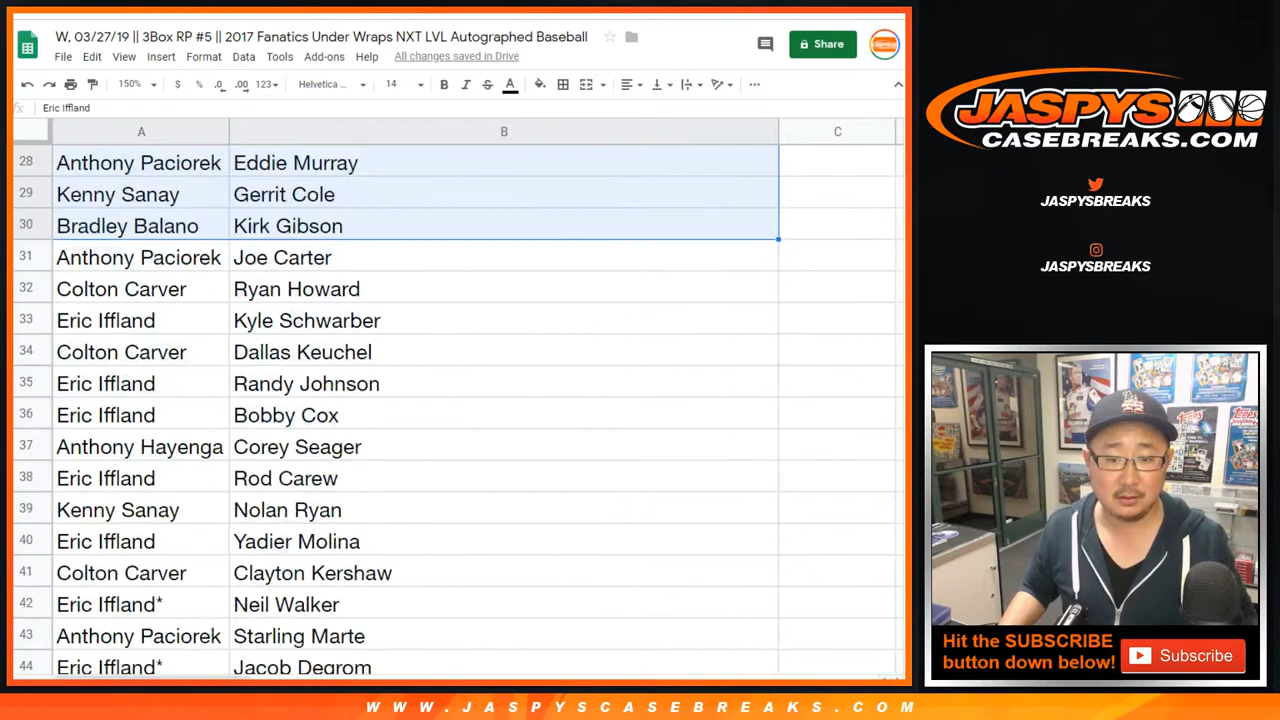 W, 03/27/19 || 3Box RP #5 || 2017 Fanatics Under Wraps NXT LVL Autographed Baseball
File Edit View Insert Format Data Tools Add-ons Help All changes saved in Drive
Share
150% $ % .0 .00 123 Helvetica ... 14 B I S A
Eric Iffland
A B C
28 Anthony Paciorek Eddie Murray
29 Kenny Sanay Gerrit Cole
30 Bradley Balano Kirk Gibson
31 Anthony Paciorek Joe Carter
32 Colton Carver Ryan Howard
33 Eric Iffland Kyle Schwarber
34 Colton Carver Dallas Keuchel
35 Eric Iffland Randy Johnson
36 Eric Iffland Bobby Cox
37 Anthony Hayenga Corey Seager
38 Eric Iffland Rod Carew
39 Kenny Sanay Nolan Ryan
40 Eric Iffland Yadier Molina
41 Colton Carver Clayton Kershaw
42 Eric Iffland* Neil Walker
43 Anthony Paciorek Starling Marte
44 Eric Iffland* Jacob Degrom
JASPYS
CASEBREAKS.COM
JASPYSBREAKS
JASPYSBREAKS
TOPPS
Hit the SUBSCRIBE
button down below!
Subscribe
WWW.JASPYSCASEBREAKS.COM